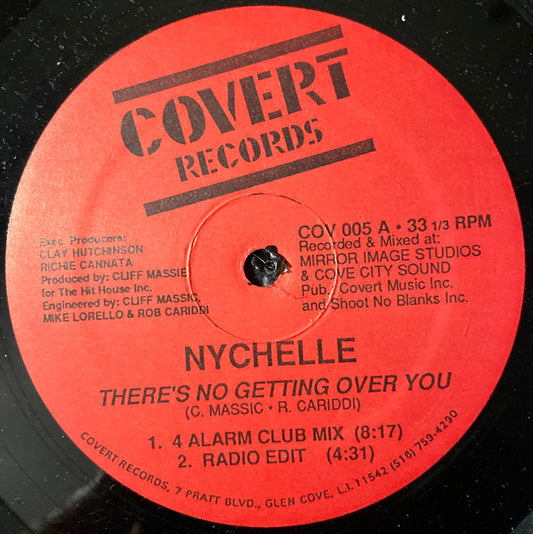 COVERT
RECORDS
Exec. Producers:
CLAY HUTCHINSON
RICHIE CANNATA
Produced by: CLIFF MASSIE
for The Hit House Inc.
Engineered by: CLIFF MASSIC,
MIKE LORELLO & ROB CARIDDI
COV 005 A • 33 1/3 RPM
Recorded & Mixed at:
MIRROR IMAGE STUDIOS
& COVE CITY SOUND
Pub. Covert Music Inc.
and Shoot No Blanks Inc.
NYCHELLE
THERE'S NO GETTING OVER YOU
(C. MASSIC • R. CARIDDI)
1. 4 ALARM CLUB MIX (8:17)
2. RADIO EDIT (4:31)
COVERT RECORDS, 7 PRATT BLVD., GLEN COVE, L.I. 11542 (516) 759-4290